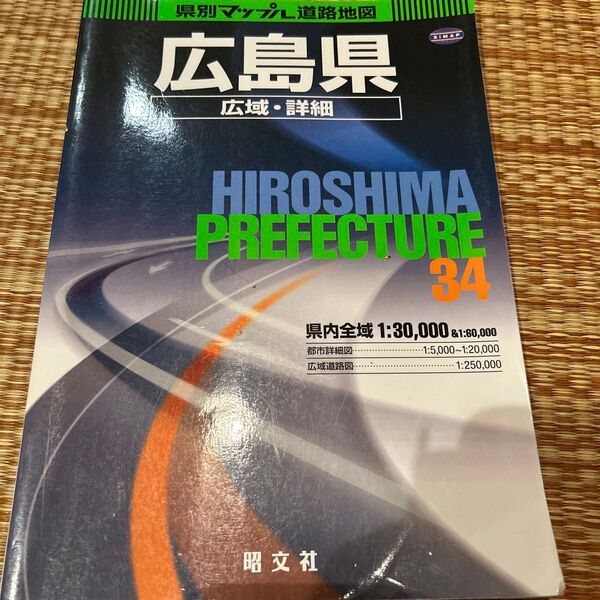 県別マップル道路地図
SiMAP
広島県
広域・詳細
HIROSHIMA
PREFECTURE
34
県内全域 1:30,000 &1:60,000
都市詳細図……………1:5,000~1:20,000
広域道路図……………1:250,000
昭文社